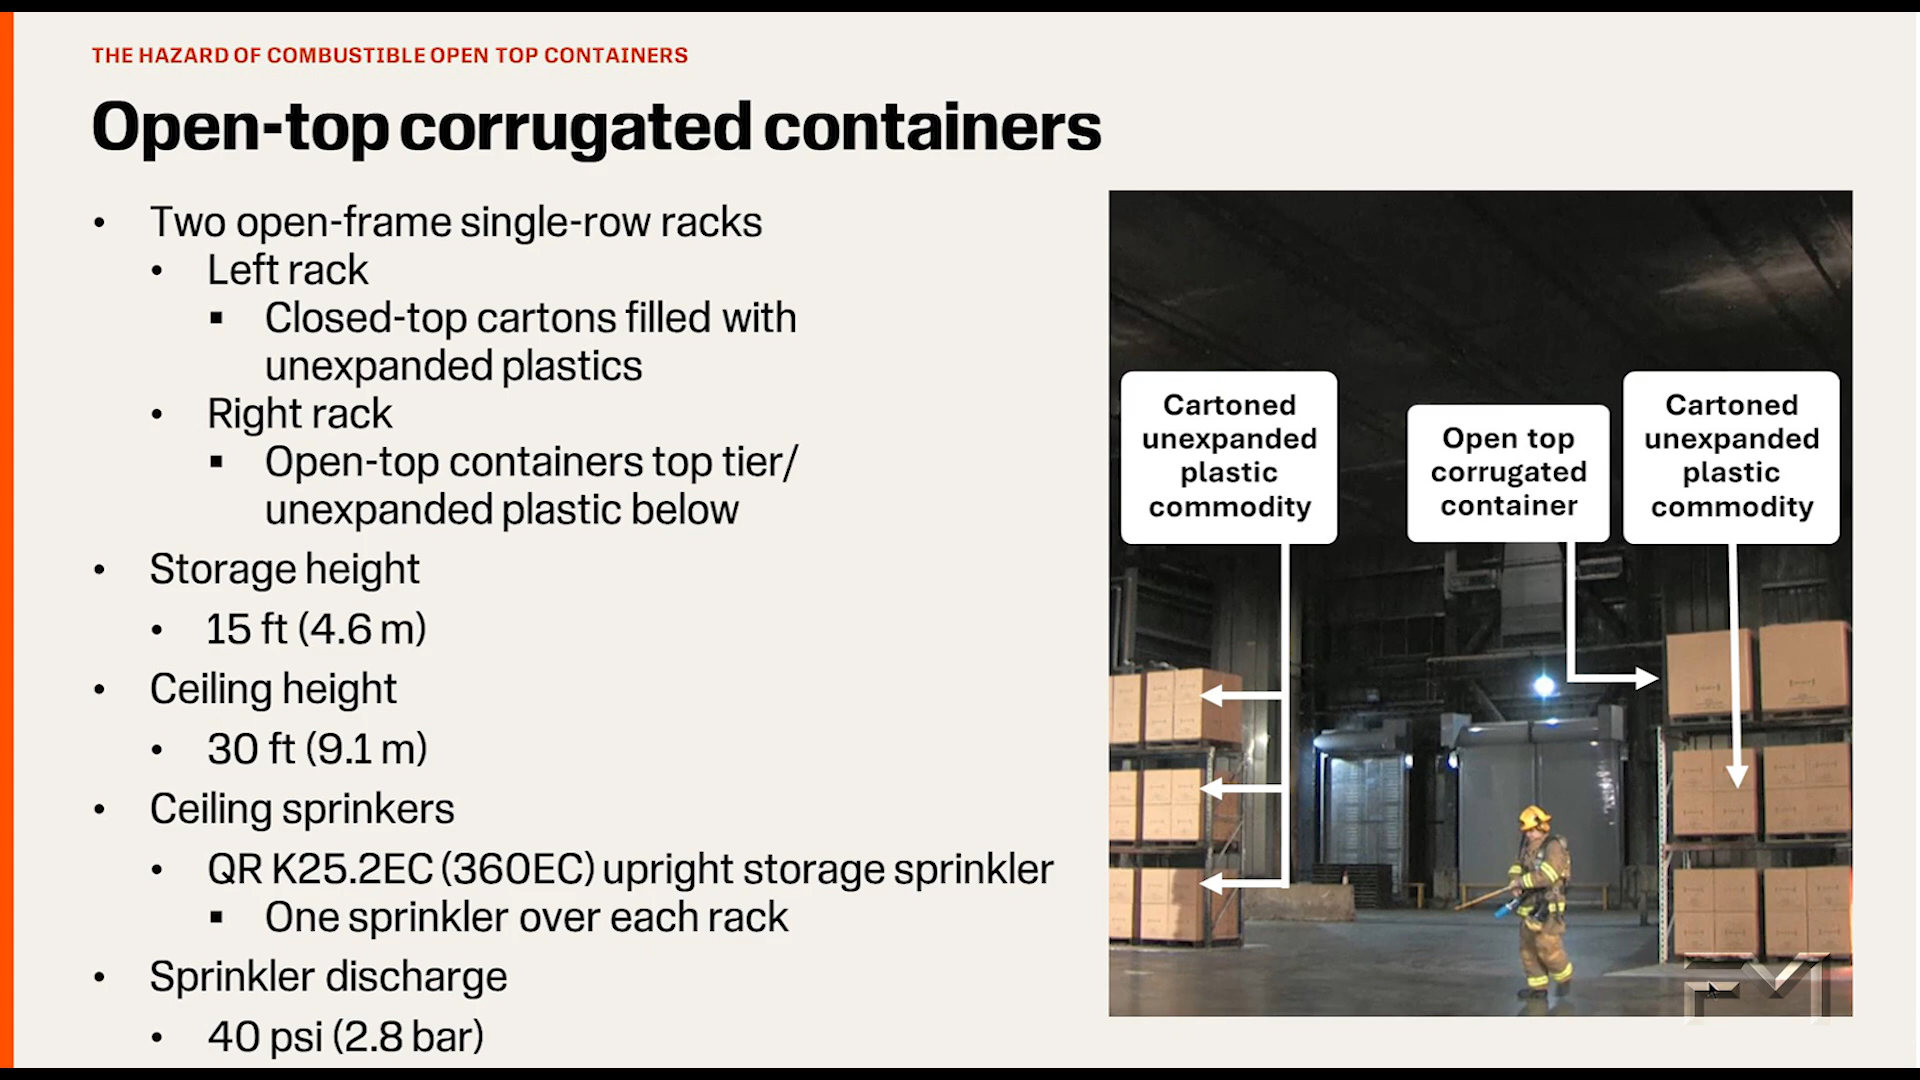 THE HAZARD OF COMBUSTIBLE OPEN TOP CONTAINERS
Open-top corrugated containers
• Two open-frame single-row racks
• Left rack
▪ Closed-top cartons filled with
unexpanded plastics
• Right rack
▪ Open-top containers top tier/
unexpanded plastic below
• Storage height
• 15 ft (4.6 m)
• Ceiling height
• 30 ft (9.1 m)
• Ceiling sprinkers
• QR K25.2EC (360EC) upright storage sprinkler
▪ One sprinkler over each rack
• Sprinkler discharge
• 40 psi (2.8 bar)
Cartoned
unexpanded
plastic
commodity
Open top
corrugated
container
Cartoned
unexpanded
plastic
commodity
FM